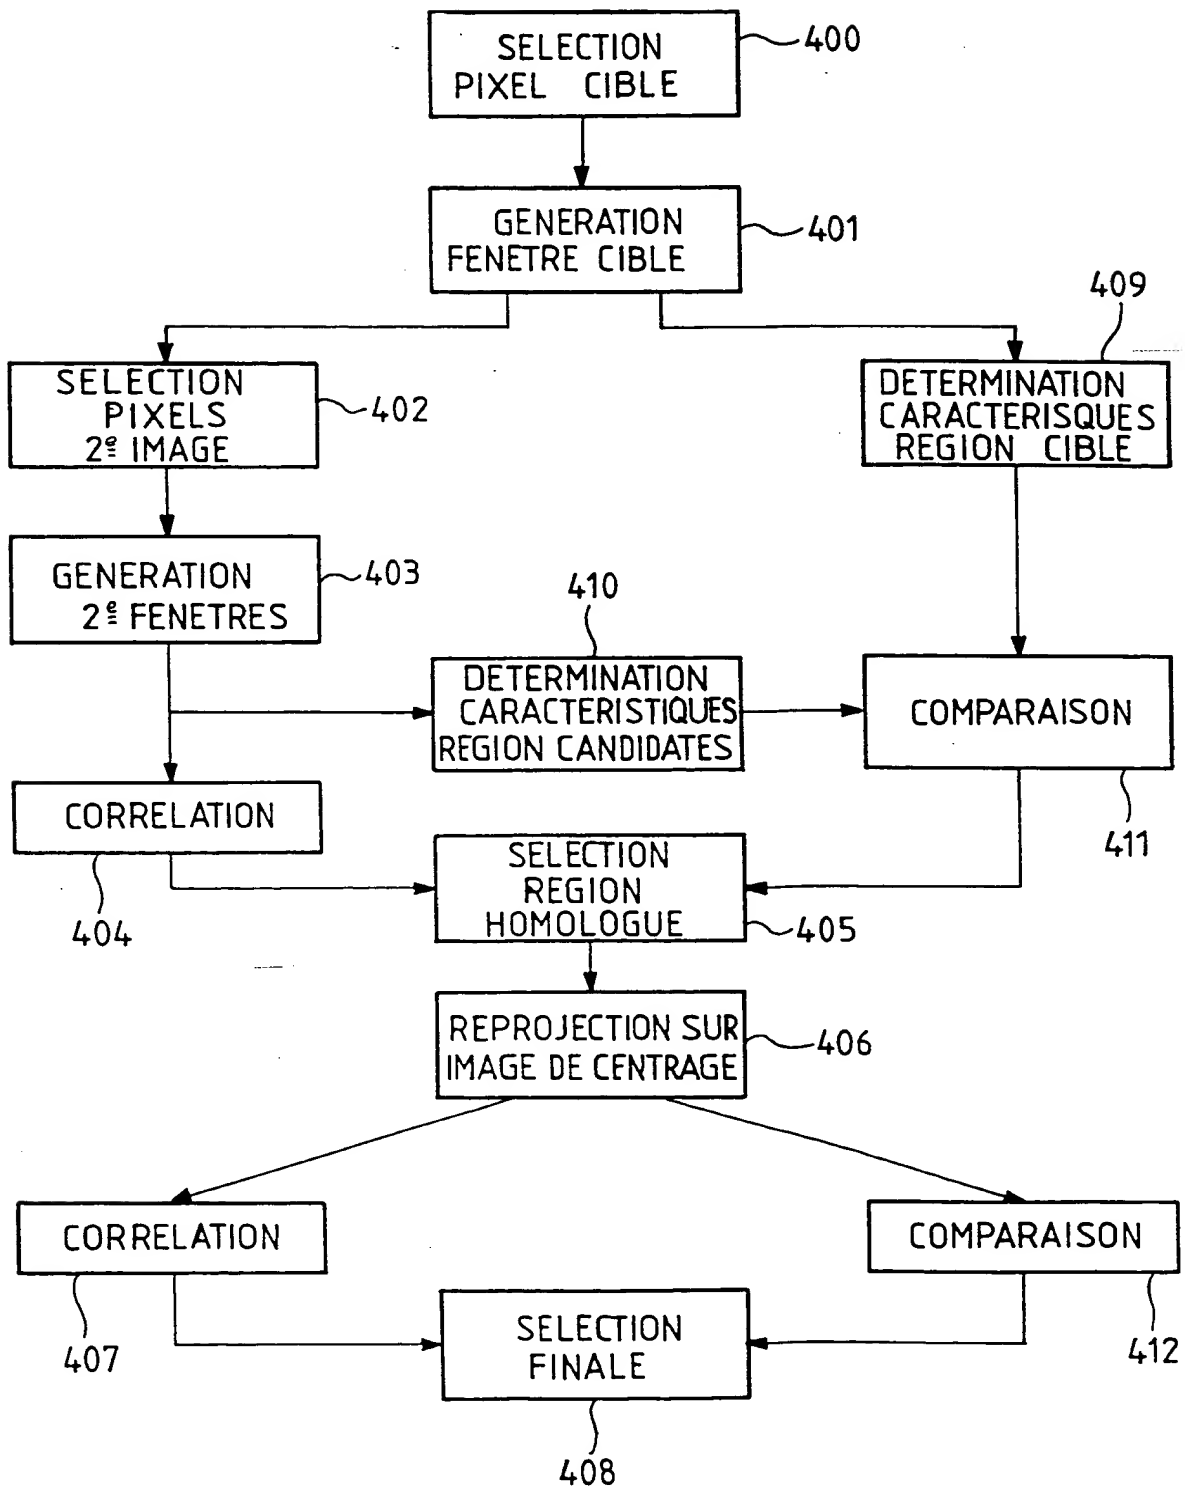 SELECTION
PIXEL CIBLE
400
GENERATION
FENETRE CIBLE
401
409
SELECTION
PIXELS
2e IMAGE
402
DETERMINATION
CARACTERISQUES
REGION CIBLE
GENERATION
2e FENETRES
403
410
DETERMINATION
CARACTERISTIQUES
REGION CANDIDATES
COMPARAISON
411
CORRELATION
404
SELECTION
REGION
HOMOLOGUE
405
REPROJECTION SUR
IMAGE DE CENTRAGE
406
CORRELATION
407
COMPARAISON
412
SELECTION
FINALE
408